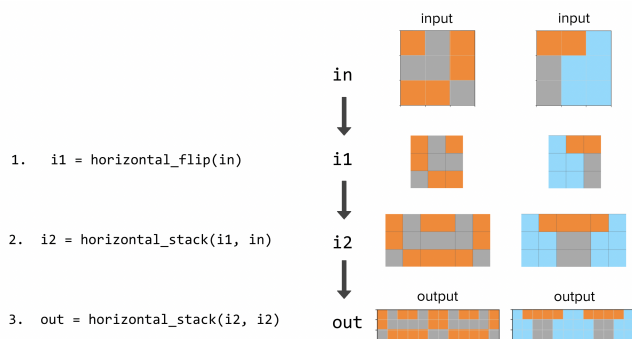 input input
in
1. i1 = horizontal_flip(in) i1
2. i2 = horizontal_stack(i1, in) i2
output output
3. out = horizontal_stack(i2, i2) out